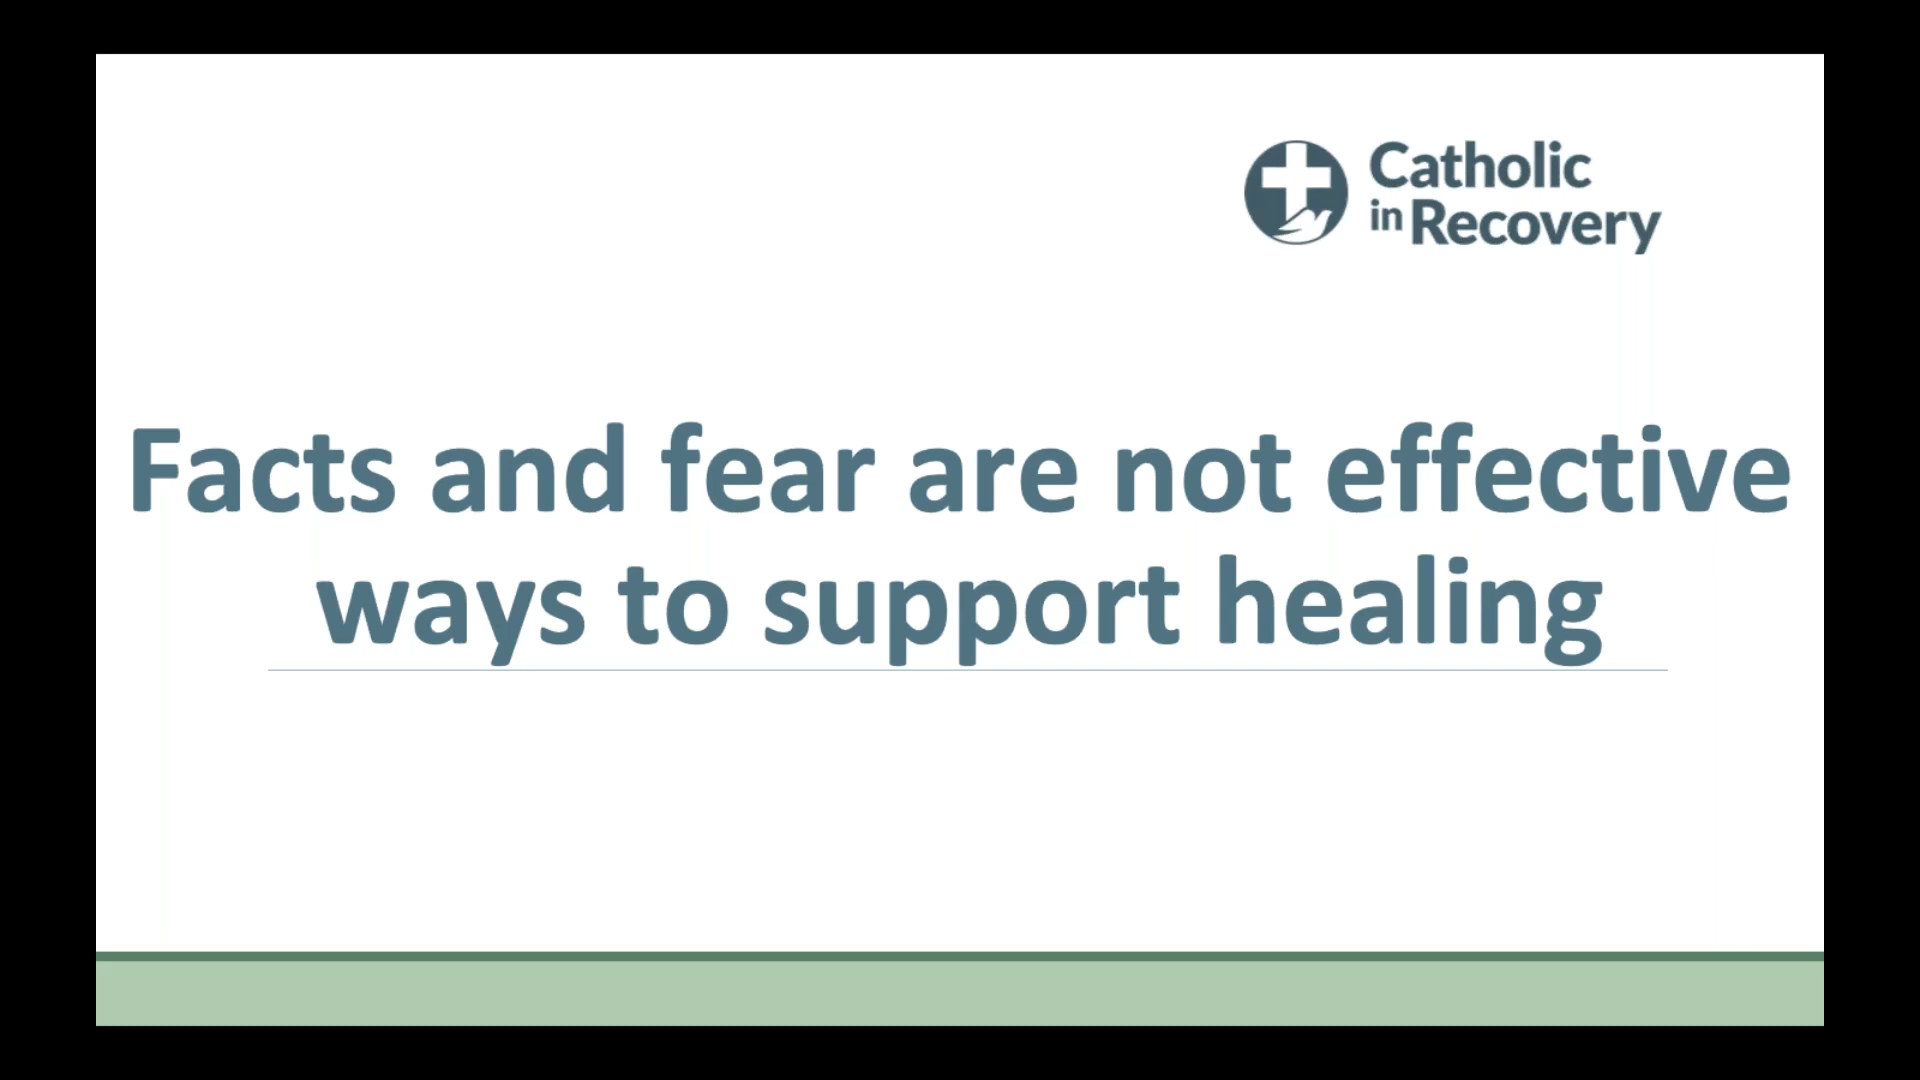 Catholic
in Recovery
Facts and fear are not effective
ways to support healing